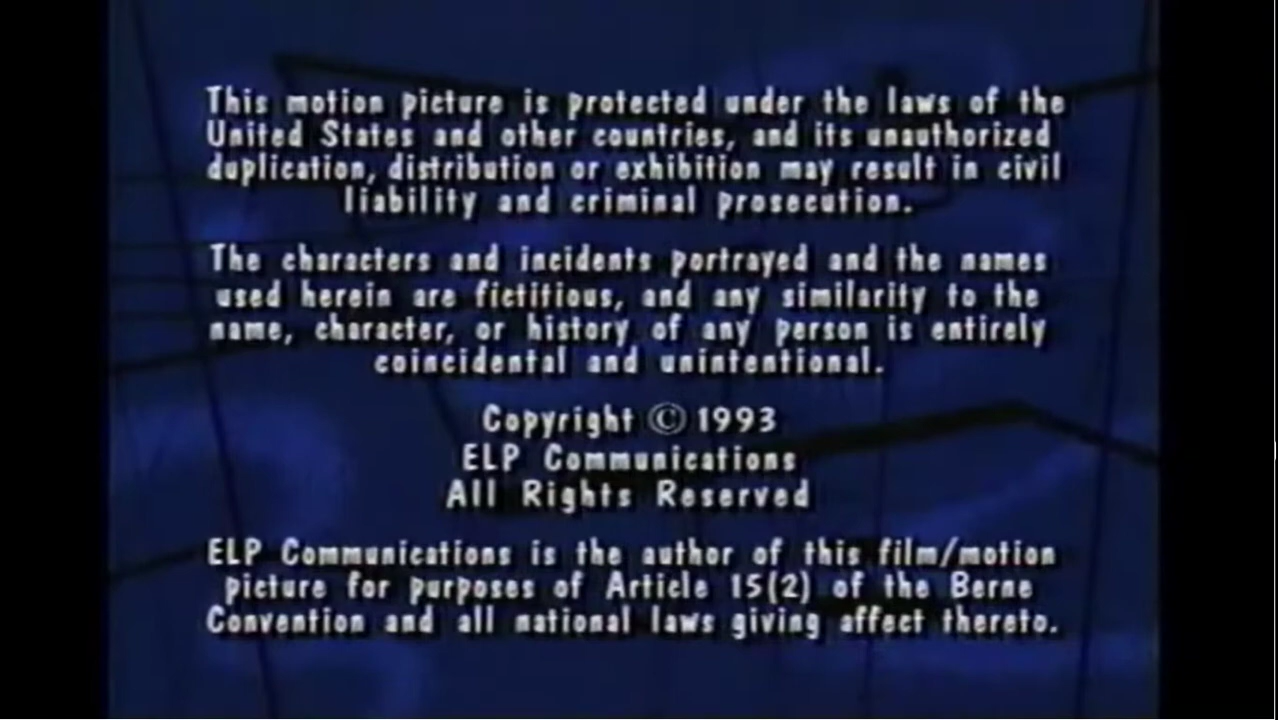 This motion picture is protected under the laws of the
United States and other countries, and its unauthorized
duplication, distribution or exhibition may result in civil
liability and criminal prosecution.
The characters and incidents portrayed and the names
used herein are fictitious, and any similarity to the
name, character, or history of any person is entirely
coincidental and unintentional.
Copyright © 1993
ELP Communications
All Rights Reserved
ELP Communications is the author of this film/motion
picture for purposes of Article 15(2) of the Berne
Convention and all national laws giving affect thereto.